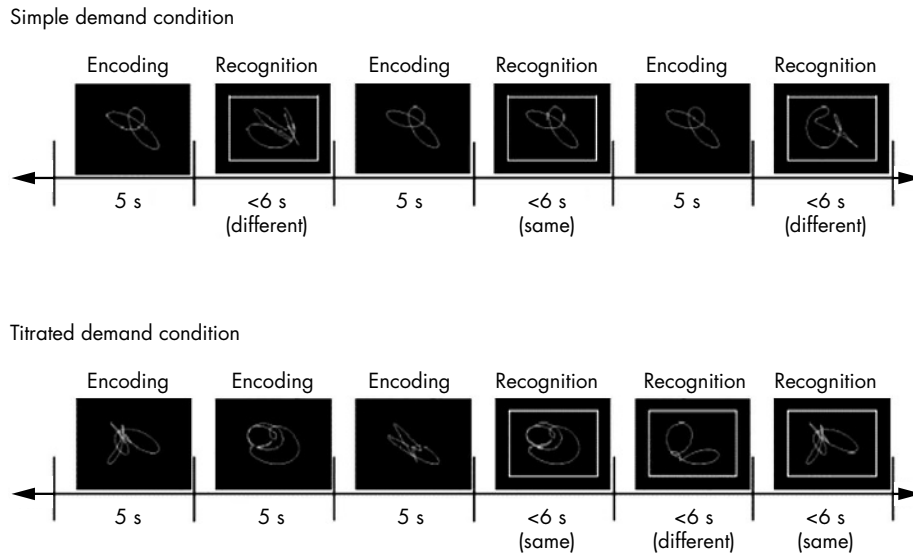 Simple demand condition
Encoding Recognition Encoding Recognition Encoding Recognition
5 s <6 s 5 s <6 s 5 s <6 s
(different) (same) (different)
Titrated demand condition
Encoding Encoding Encoding Recognition Recognition Recognition
5 s 5 s 5 s <6 s <6 s <6 s
(same) (different) (same)